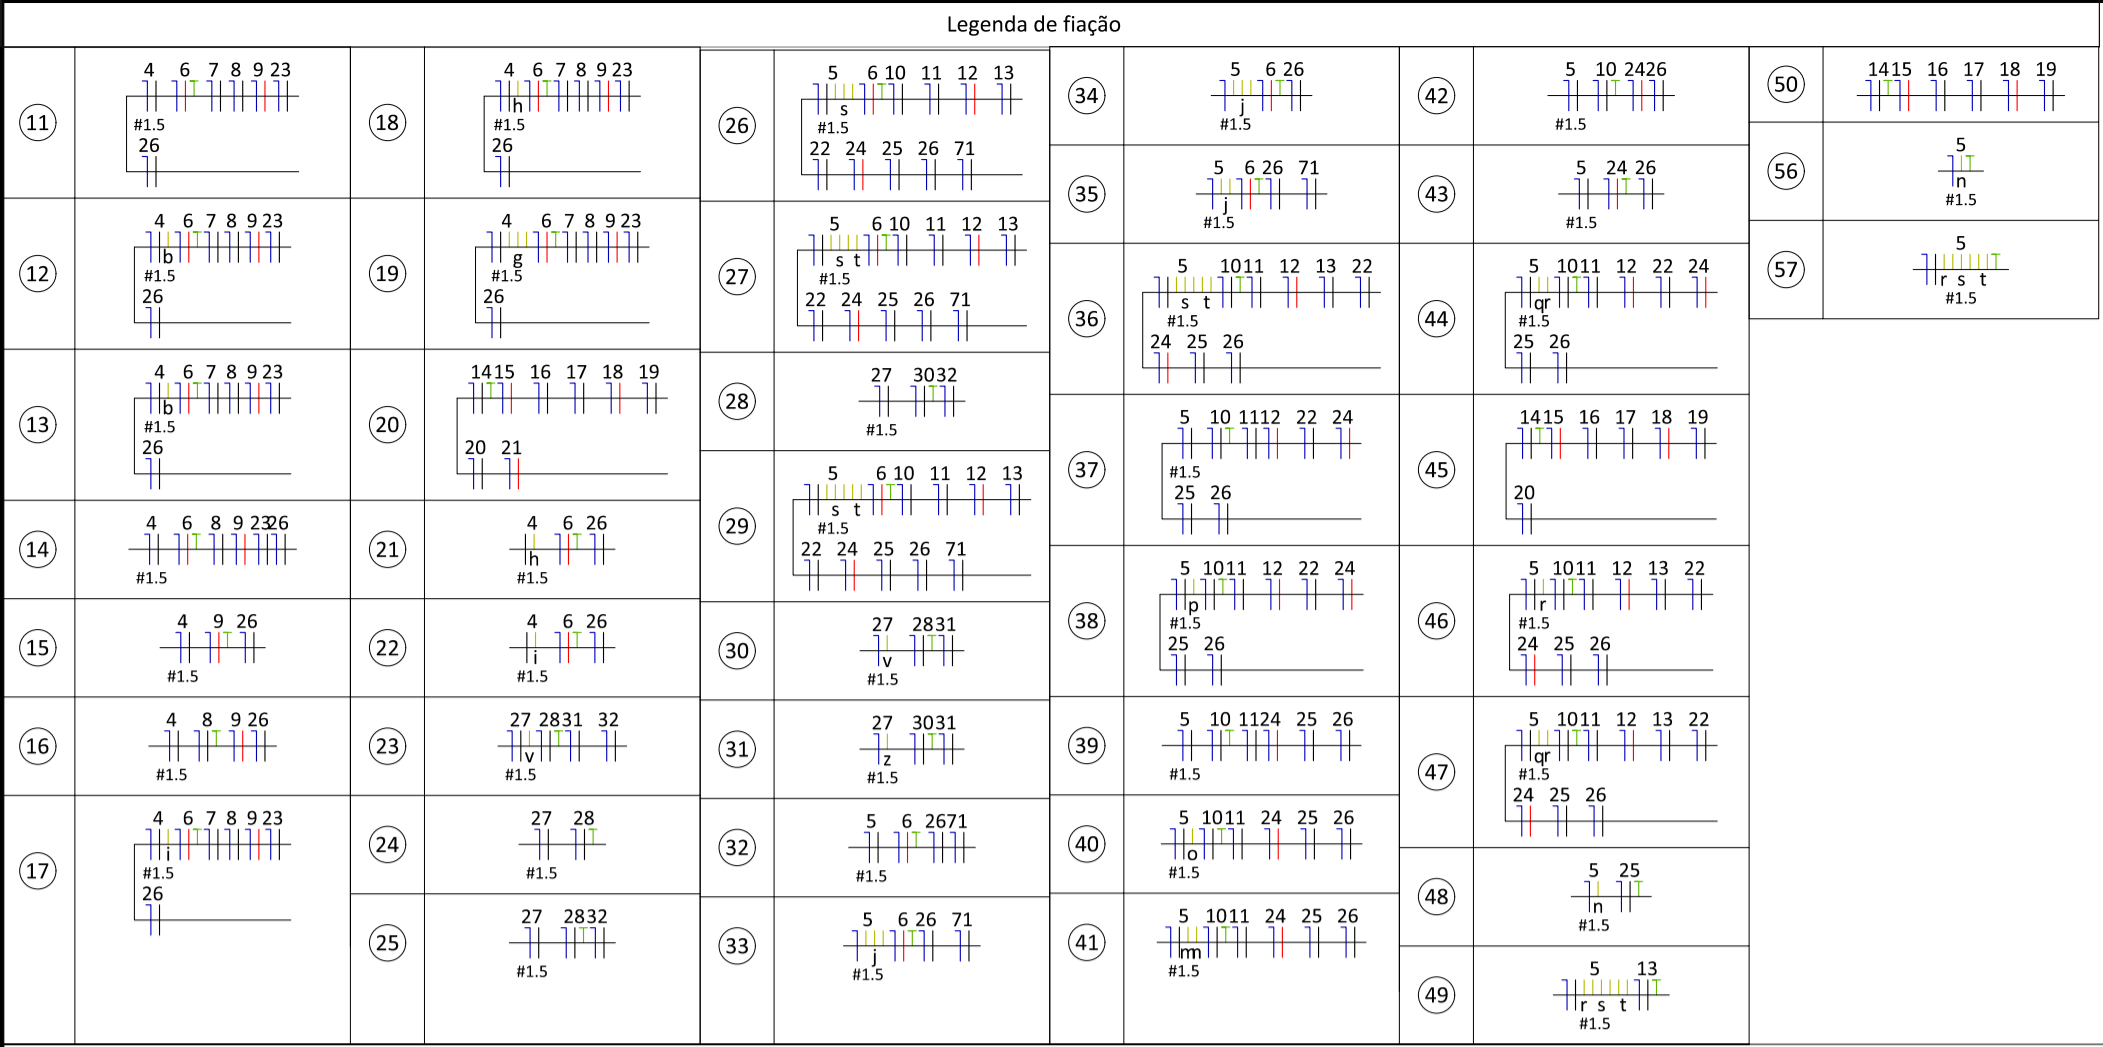 Legenda de fiação
11
4 6 7 8 9 23
#1.5
26
12
4 6 7 8 9 23
b
#1.5
26
13
4 6 7 8 9 23
b
#1.5
26
14
4 6 8 9 23 26
#1.5
15
4 9 26
#1.5
16
4 8 9 26
#1.5
17
4 6 7 8 9 23
i
#1.5
26
18
4 6 7 8 9 23
h
#1.5
26
19
4 6 7 8 9 23
g
#1.5
26
20
14 15 16 17 18 19
20 21
21
4 6 26
h
#1.5
22
4 6 26
i
#1.5
23
27 28 31 32
v
#1.5
24
27 28
#1.5
25
27 28 32
#1.5
26
5 6 10 11 12 13
s
#1.5
22 24 25 26 71
27
5 6 10 11 12 13
s t
#1.5
22 24 25 26 71
28
27 30 32
#1.5
29
5 6 10 11 12 13
s t
#1.5
22 24 25 26 71
30
27 28 31
v
#1.5
31
27 30 31
z
#1.5
32
5 6 26 71
#1.5
33
5 6 26 71
j
#1.5
34
5 6 26
j
#1.5
35
5 6 26 71
j
#1.5
36
5 10 11 12 13 22
s t
#1.5
24 25 26
37
5 10 11 12 22 24
#1.5
25 26
38
5 10 11 12 22 24
p
#1.5
25 26
39
5 10 11 24 25 26
#1.5
40
5 10 11 24 25 26
o
#1.5
41
5 10 11 24 25 26
m n
#1.5
42
5 10 24 26
#1.5
43
5 24 26
#1.5
44
5 10 11 12 22 24
q r
#1.5
25 26
45
14 15 16 17 18 19
20
46
5 10 11 12 13 22
r
#1.5
24 25 26
47
5 10 11 12 13 22
q r
#1.5
24 25 26
48
5 25
n
#1.5
49
5 13
r s t
#1.5
50
14 15 16 17 18 19
56
5
n
#1.5
57
5
r s t
#1.5